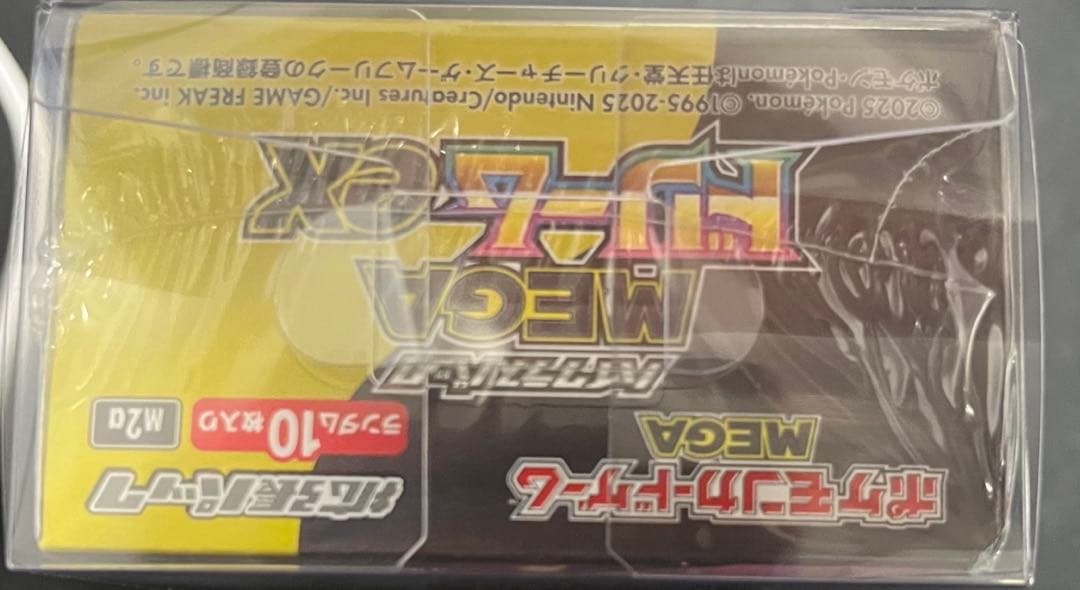 ポケモンカードゲーム
MEGA
拡張パック
ランダム10枚入り
M2a
ハイクラスパック
MEGA
ドリームex
©2025 Pokémon. ©1995-2025 Nintendo/Creatures Inc./GAME FREAK inc.
ポケモン・Pokémonは任天堂・クリーチャーズ・ゲームフリークの登録商標です。